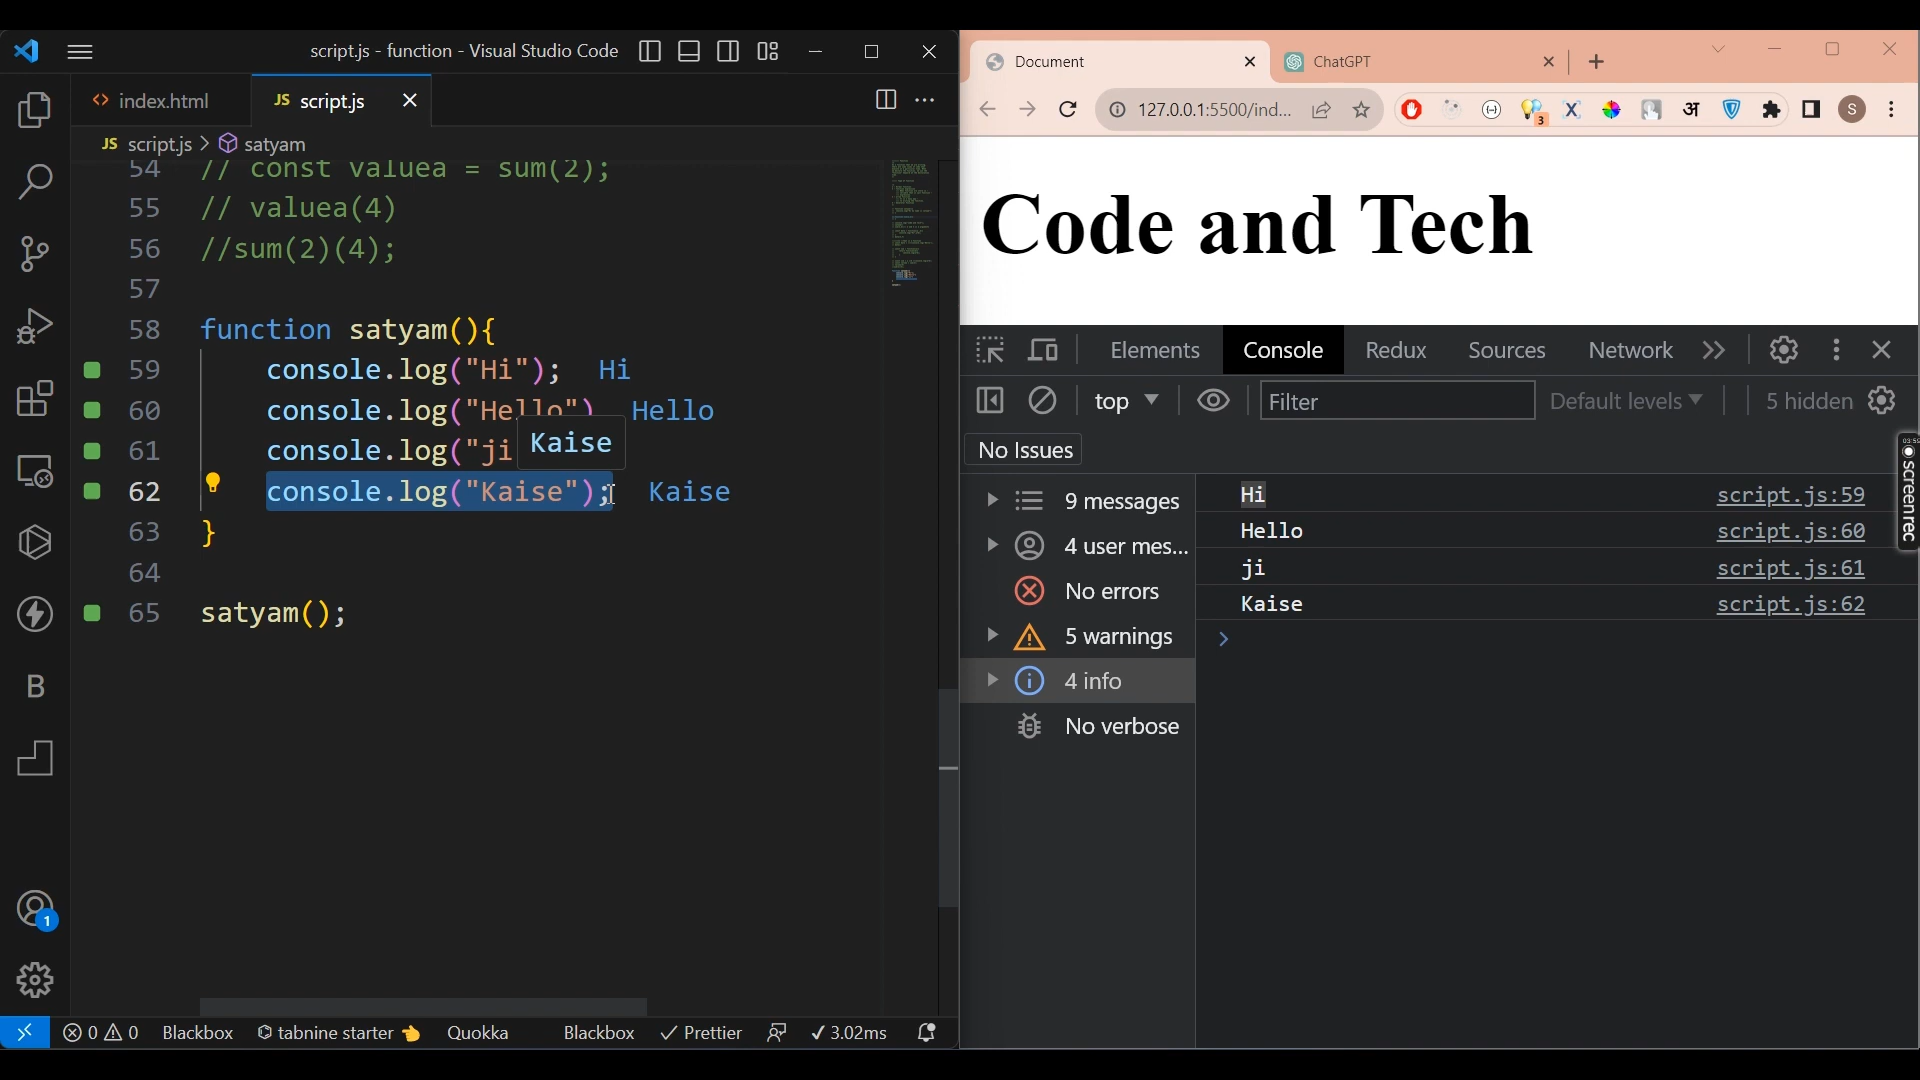 script.js - function - Visual Studio Code
index.html
JS script.js
JS script.js > satyam
54 // const valuea = sum(2);
55 // valuea(4)
56 //sum(2)(4);
57
58 function satyam(){
59 console.log("Hi"); Hi
60 console.log("Hello") Hello
61 console.log("ji
Kaise
62 console.log("Kaise"); Kaise
63 }
64
65 satyam();
B
1
0 0 Blackbox tabnine starter Quokka Blackbox Prettier 3.02ms
Document
ChatGPT
127.0.0.1:5500/ind...
3
अ
S
Code and Tech
Elements Console Redux Sources Network
top Filter Default levels 5 hidden
No Issues
9 messages
4 user mes...
No errors
5 warnings
4 info
No verbose
Hi script.js:59
Hello script.js:60
ji script.js:61
Kaise script.js:62
screenrec